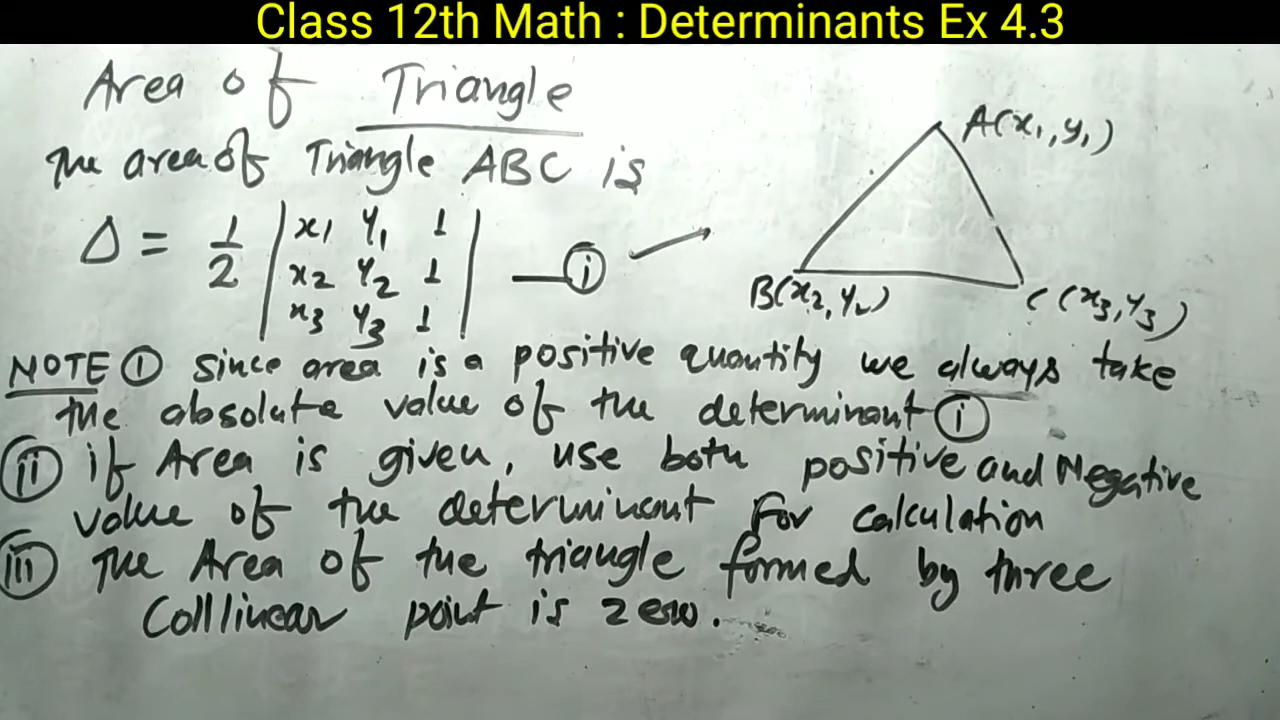 Class 12th Math : Determinants Ex 4.3
Area of Triangle
The area of Triangle ABC is
Δ = 1/2 | x1 y1 1 | — (i)
| x2 y2 1 |
| x3 y3 1 |
A(x1, y1)
B(x2, y2)
C (x3, y3)
NOTE (i) since area is a positive quantity we always take
the absolute value of the determinant (i)
(ii) if Area is given, use both positive and Negative
value of the determinant for calculation
(iii) The Area of the triangle formed by three
Colllinear point is zero.